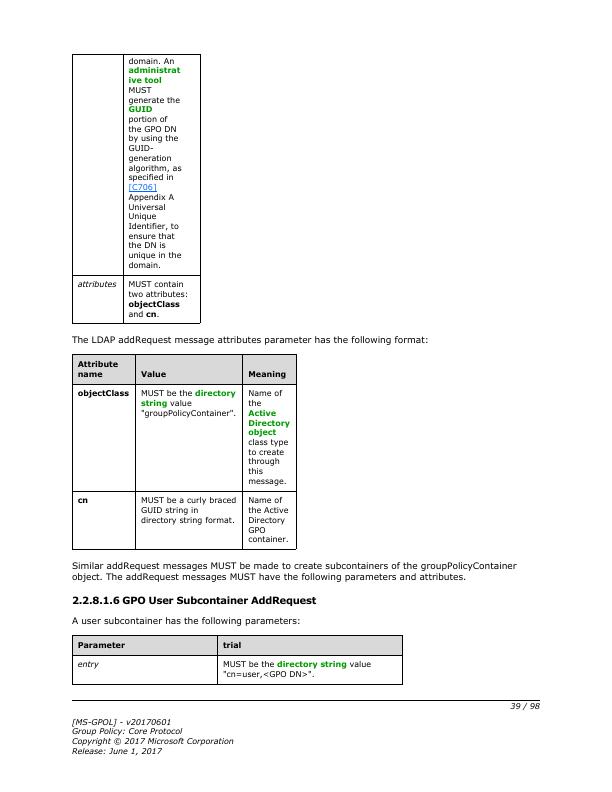 domain. An
administrat
ive tool
MUST
generate the
GUID
portion of
the GPO DN
by using the
GUID-
generation
algorithm, as
specified in
[C706]
Appendix A
Universal
Unique
Identifier, to
ensure that
the DN is
unique in the
domain.
attributes
MUST contain
two attributes:
objectClass
and cn.
The LDAP addRequest message attributes parameter has the following format:
Attribute
name
Value
Meaning
objectClass
MUST be the directory
string value
"groupPolicyContainer".
Name of
the
Active
Directory
object
class type
to create
through
this
message.
cn
MUST be a curly braced
GUID string in
directory string format.
Name of
the Active
Directory
GPO
container.
Similar addRequest messages MUST be made to create subcontainers of the groupPolicyContainer
object. The addRequest messages MUST have the following parameters and attributes.
2.2.8.1.6 GPO User Subcontainer AddRequest
A user subcontainer has the following parameters:
Parameter
trial
entry
MUST be the directory string value
"cn=user,<GPO DN>".
39 / 98
[MS-GPOL] - v20170601
Group Policy: Core Protocol
Copyright © 2017 Microsoft Corporation
Release: June 1, 2017